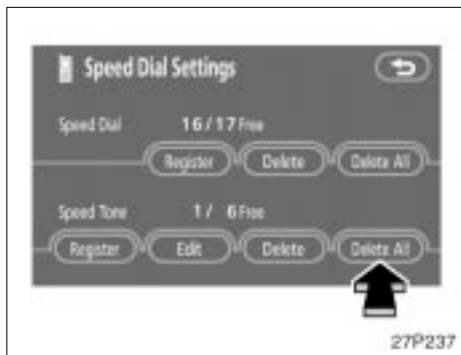 Speed Dial Settings
Speed Dial 16/17 Free
Register Delete Delete All
Speed Tone 1/ 6 Free
Register Edit Delete Delete All
27P237